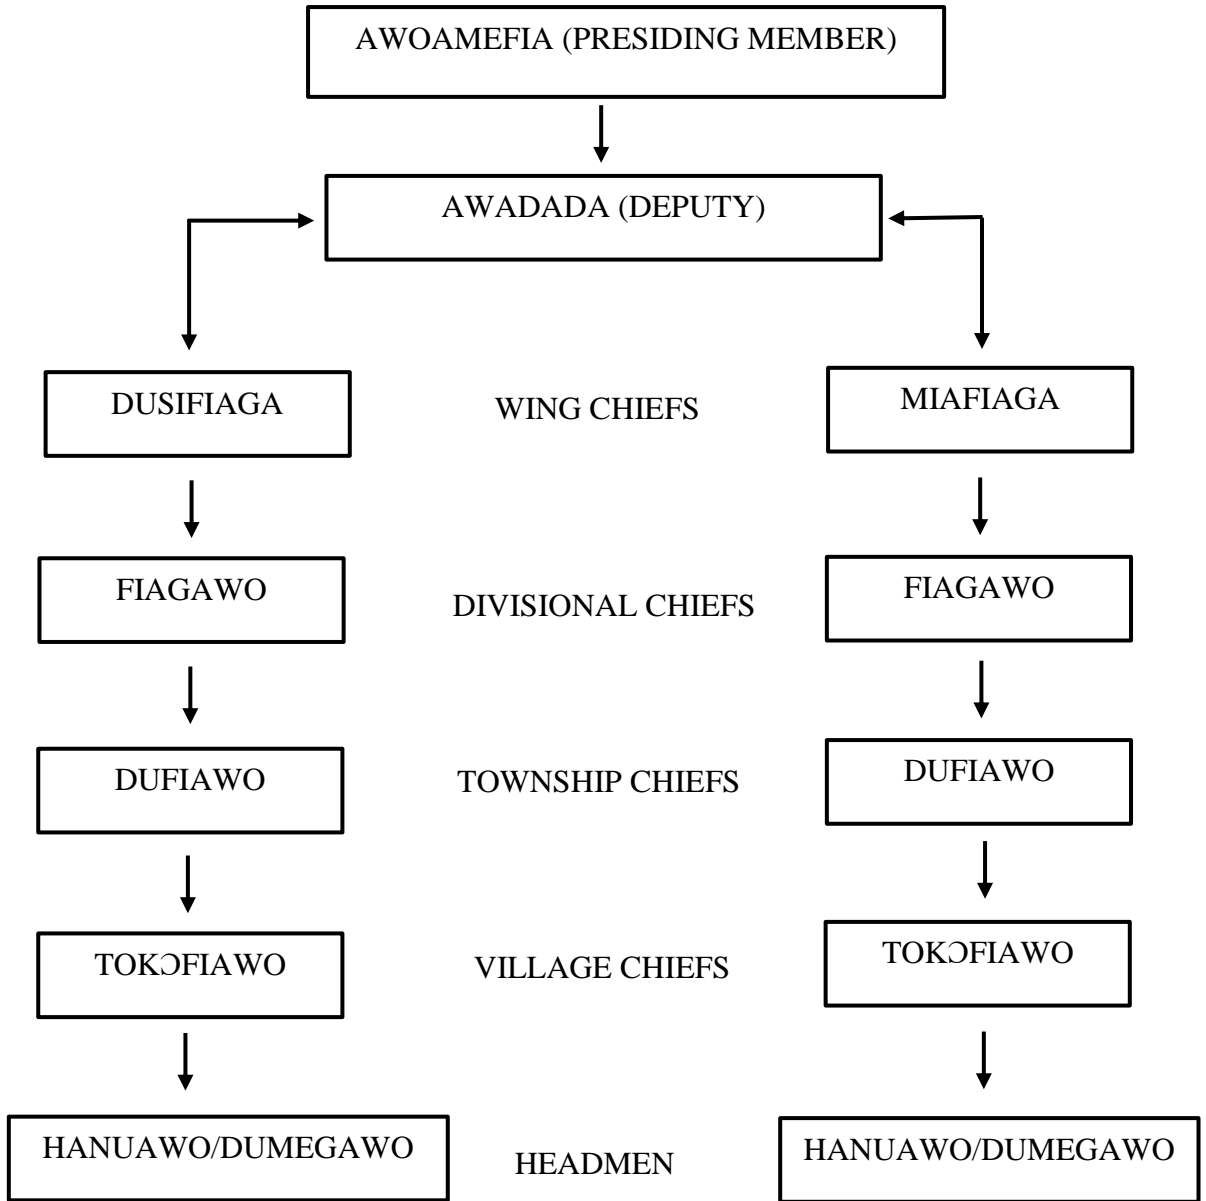 AWOAMEFIA (PRESIDING MEMBER)
AWADADA (DEPUTY)
DUSIFIAGA
WING CHIEFS
MIAFIAGA
FIAGAWO
DIVISIONAL CHIEFS
FIAGAWO
DUFIAWO
TOWNSHIP CHIEFS
DUFIAWO
TOKƆFIAWO
VILLAGE CHIEFS
TOKƆFIAWO
HANUAWO/DUMEGAWO
HEADMEN
HANUAWO/DUMEGAWO